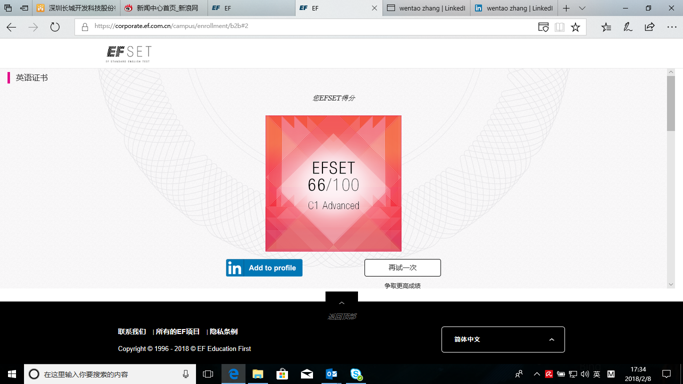 深圳长城开发科技股份有
新闻中心首页_新浪网
EF
EF
wentao zhang | LinkedI
wentao zhang | LinkedI
https://corporate.ef.com.cn/campus/enrollment/b2b#2
EFSET
EF STANDARD ENGLISH TEST
英语证书
您EFSET得分
EFSET
66/100
C1 Advanced
in Add to profile
再试一次
争取更高成绩
返回顶部
联系我们 | 所有的EF项目 | 隐私条例
简体中文
Copyright © 1996 - 2018 © EF Education First
在这里输入你要搜索的内容
英
M
17:34
2018/2/8